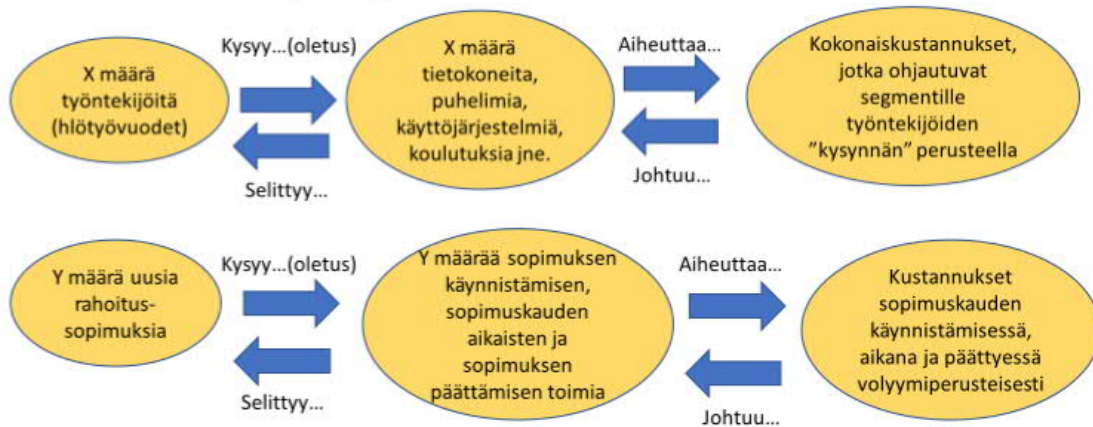 Kysyy...(oletus)
X määrä
työntekijöitä
(hlötyövuodet)
Selittyy...
X määrä
tietokoneita,
puhelimia,
käyttöjärjestelmiä,
koulutuksia jne.
Aiheuttaa...
Johtuu...
Kokonaiskustannukset,
jotka ohjautuvat
segmentille
työntekijöiden
”kysynnän” perusteella
Kysyy...(oletus)
Y määrä uusia
rahoitus-
sopimuksia
Selittyy...
Y määrää sopimuksen
käynnistämisen,
sopimuskauden
aikaisten ja
sopimuksen
päättämisen toimia
Aiheuttaa...
Johtuu...
Kustannukset
sopimuskauden
käynnistämisessä,
aikana ja päättyessä
volyymiperusteisesti